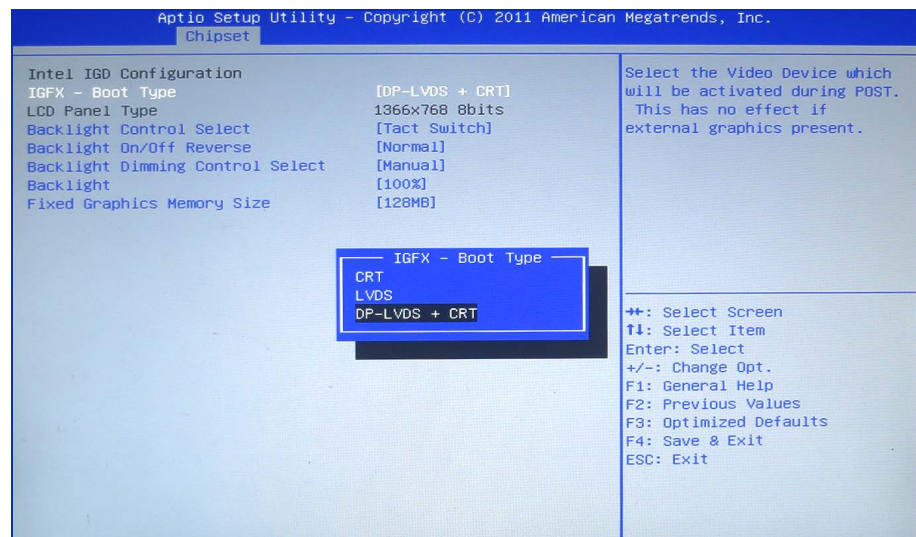 Aptio Setup Utility – Copyright (C) 2011 American Megatrends, Inc.
Chipset
Intel IGD Configuration
IGFX – Boot Type [DP–LVDS + CRT]
LCD Panel Type 1366x768 8bits
Backlight Control Select [Tact Switch]
Backlight On/Off Reverse [Normal]
Backlight Dimming Control Select [Manual]
Backlight [100%]
Fixed Graphics Memory Size [128MB]
IGFX – Boot Type
CRT
LVDS
DP–LVDS + CRT
Select the Video Device which
will be activated during POST.
This has no effect if
external graphics present.
→←: Select Screen
↑↓: Select Item
Enter: Select
+/–: Change Opt.
F1: General Help
F2: Previous Values
F3: Optimized Defaults
F4: Save & Exit
ESC: Exit